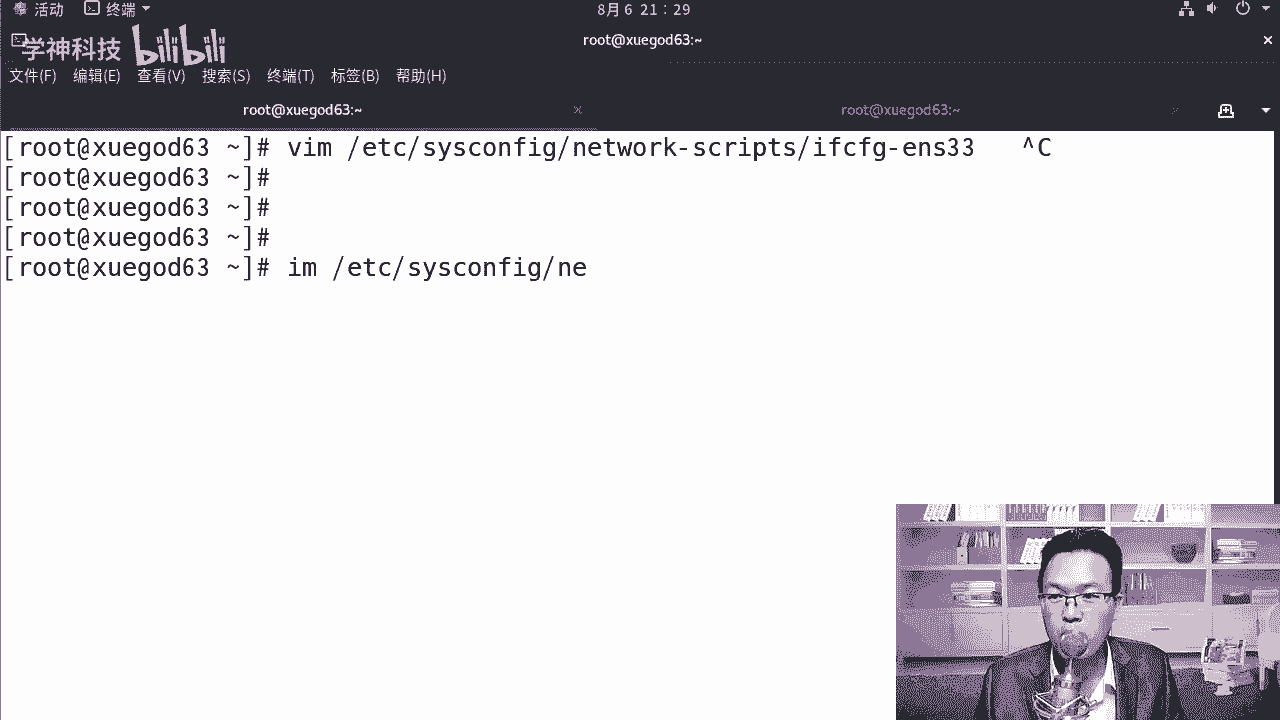 活动 终端 8月 6 21：29
学神科技 bilibili
root@xuegod63:~
文件(F) 编辑(E) 查看(V) 搜索(S) 终端(T) 标签(B) 帮助(H)
root@xuegod63:~ root@xuegod63:~
[root@xuegod63 ~]# vim /etc/sysconfig/network-scripts/ifcfg-ens33 ^C
[root@xuegod63 ~]#
[root@xuegod63 ~]#
[root@xuegod63 ~]#
[root@xuegod63 ~]# im /etc/sysconfig/ne